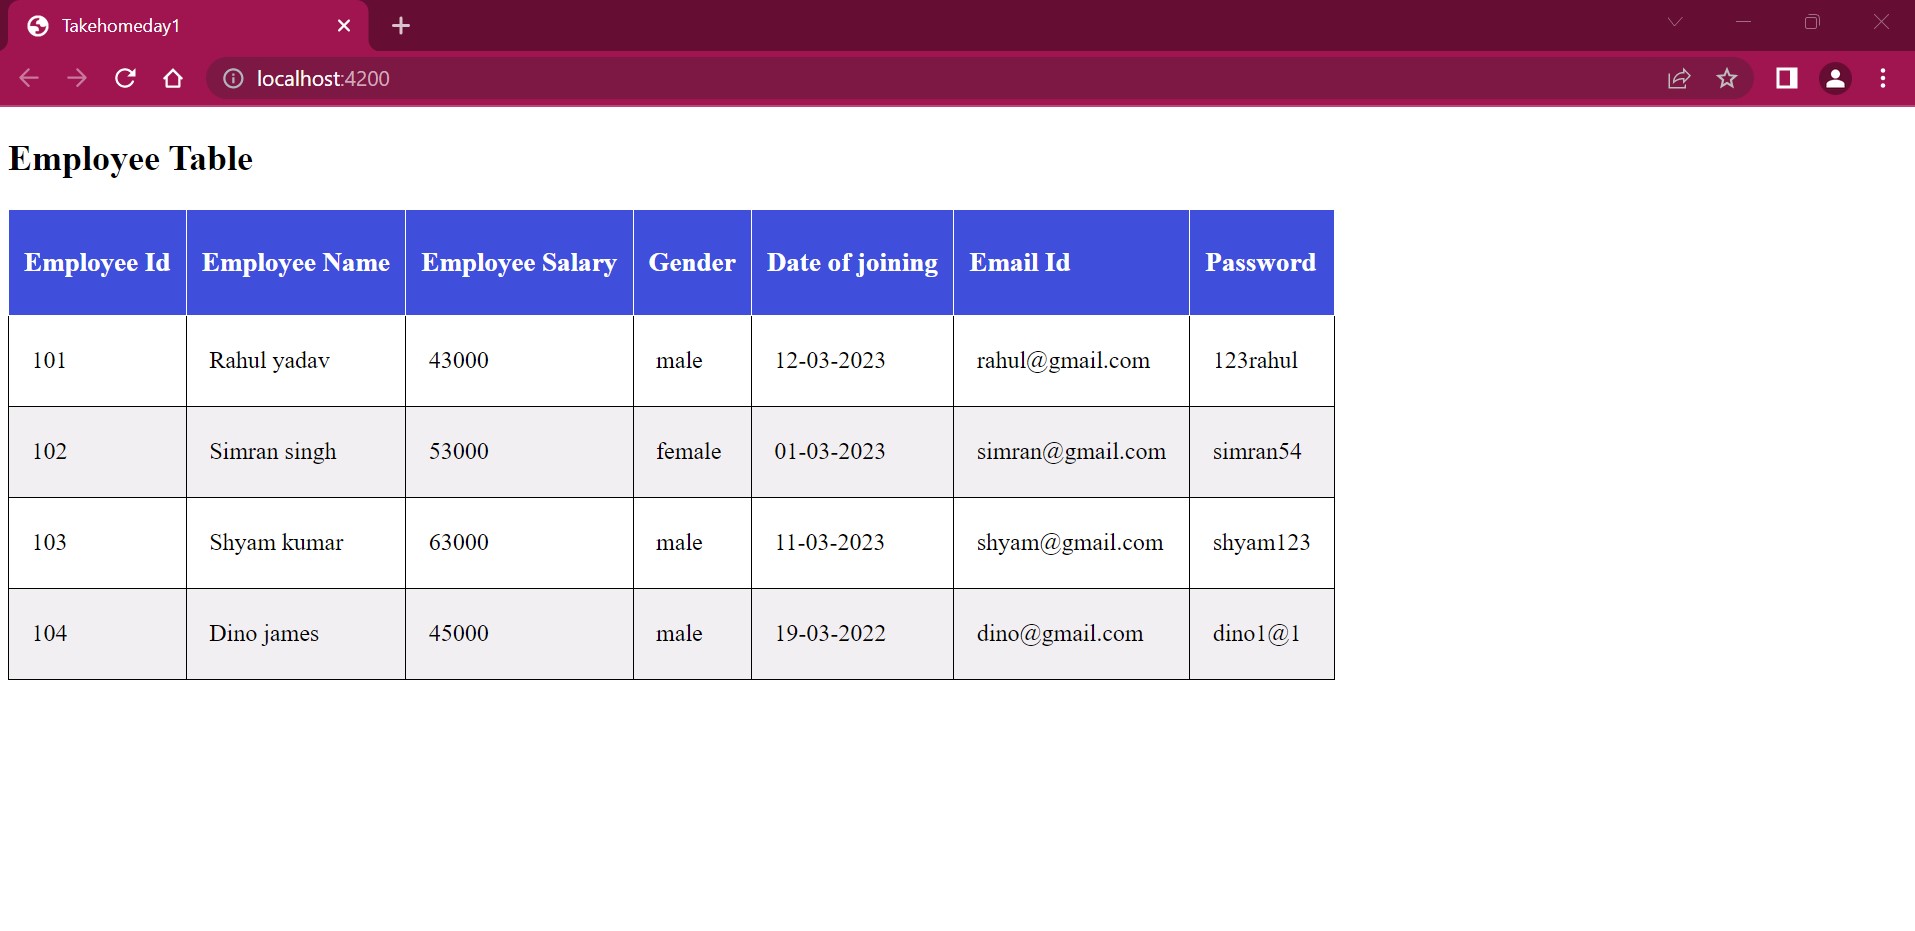 Takehomeday1
localhost:4200
Employee Table
Employee Id Employee Name Employee Salary Gender Date of joining Email Id Password
101 Rahul yadav 43000 male 12-03-2023 rahul@gmail.com 123rahul
102 Simran singh 53000 female 01-03-2023 simran@gmail.com simran54
103 Shyam kumar 63000 male 11-03-2023 shyam@gmail.com shyam123
104 Dino james 45000 male 19-03-2022 dino@gmail.com dino1@1